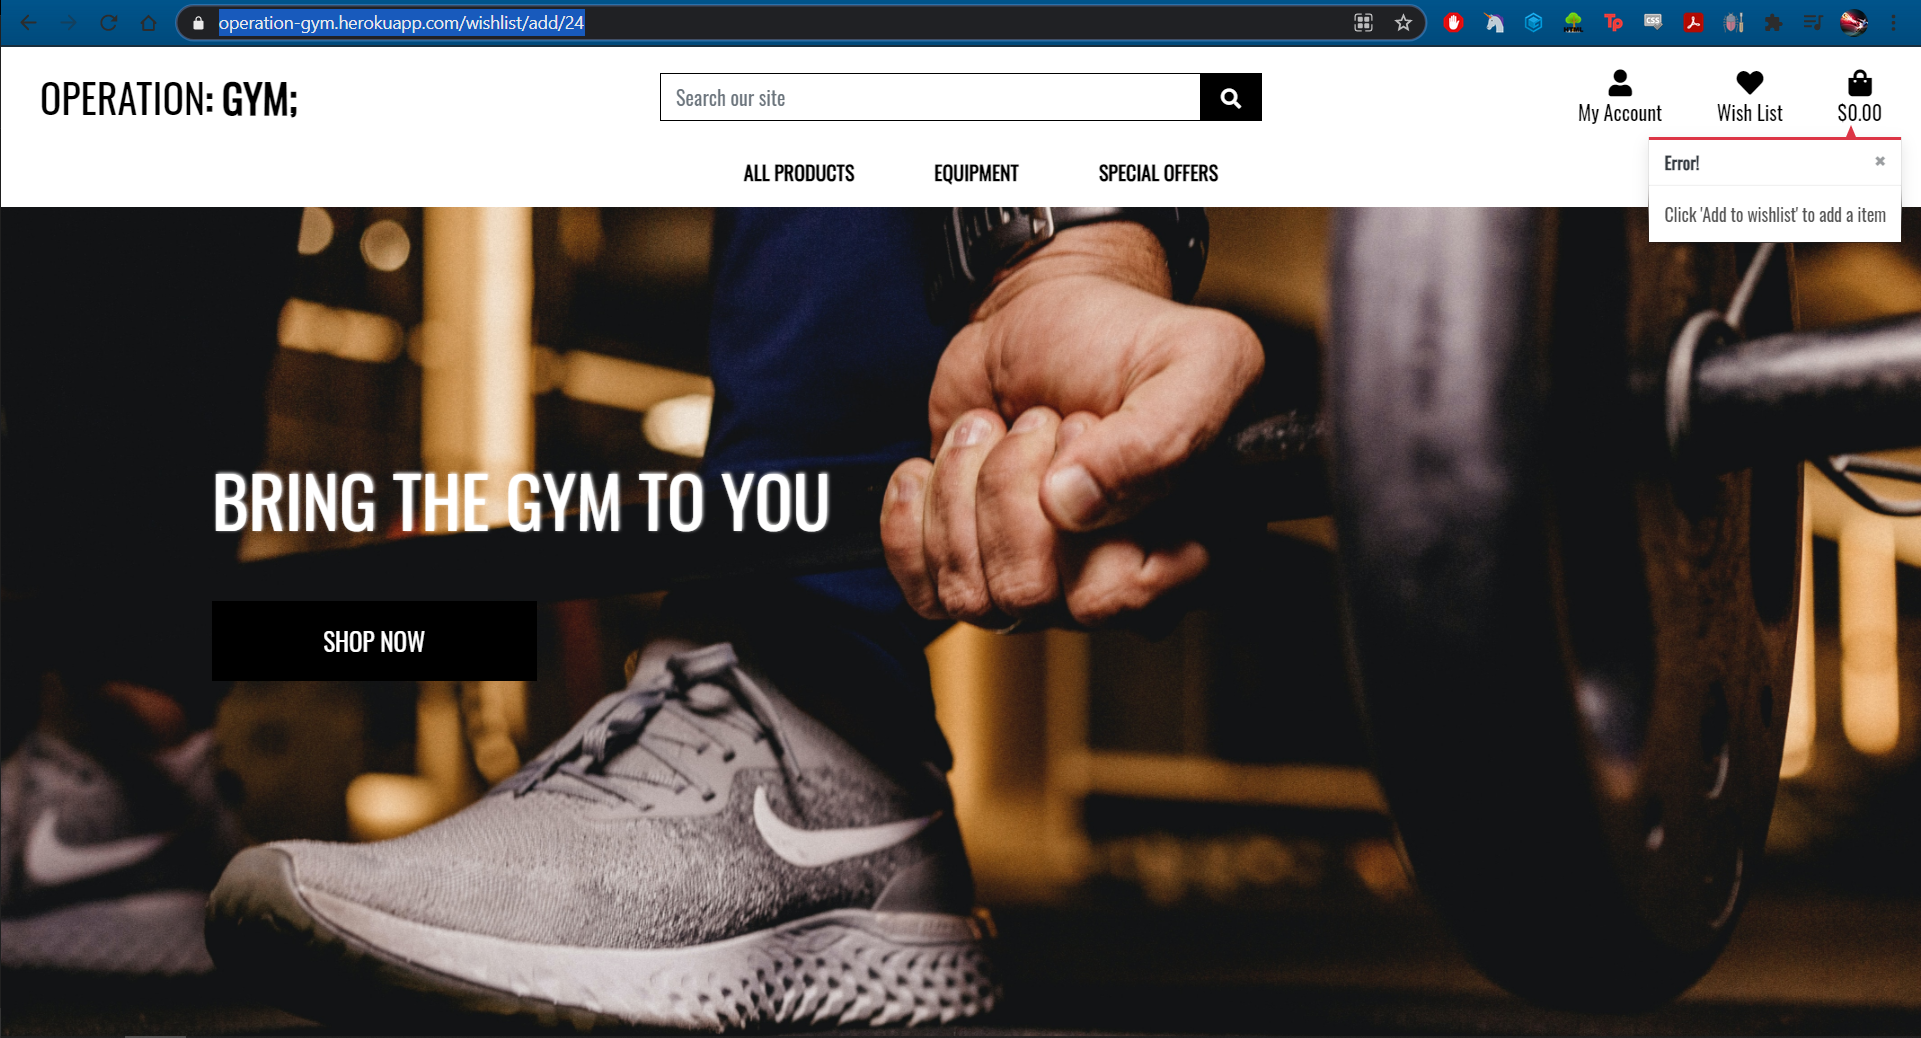 operation-gym.herokuapp.com/wishlist/add/24
OPERATION: GYM;
Search our site
My Account
Wish List
$0.00
ALL PRODUCTS
EQUIPMENT
SPECIAL OFFERS
Error!
×
Click 'Add to wishlist' to add a item
BRING THE GYM TO YOU
SHOP NOW